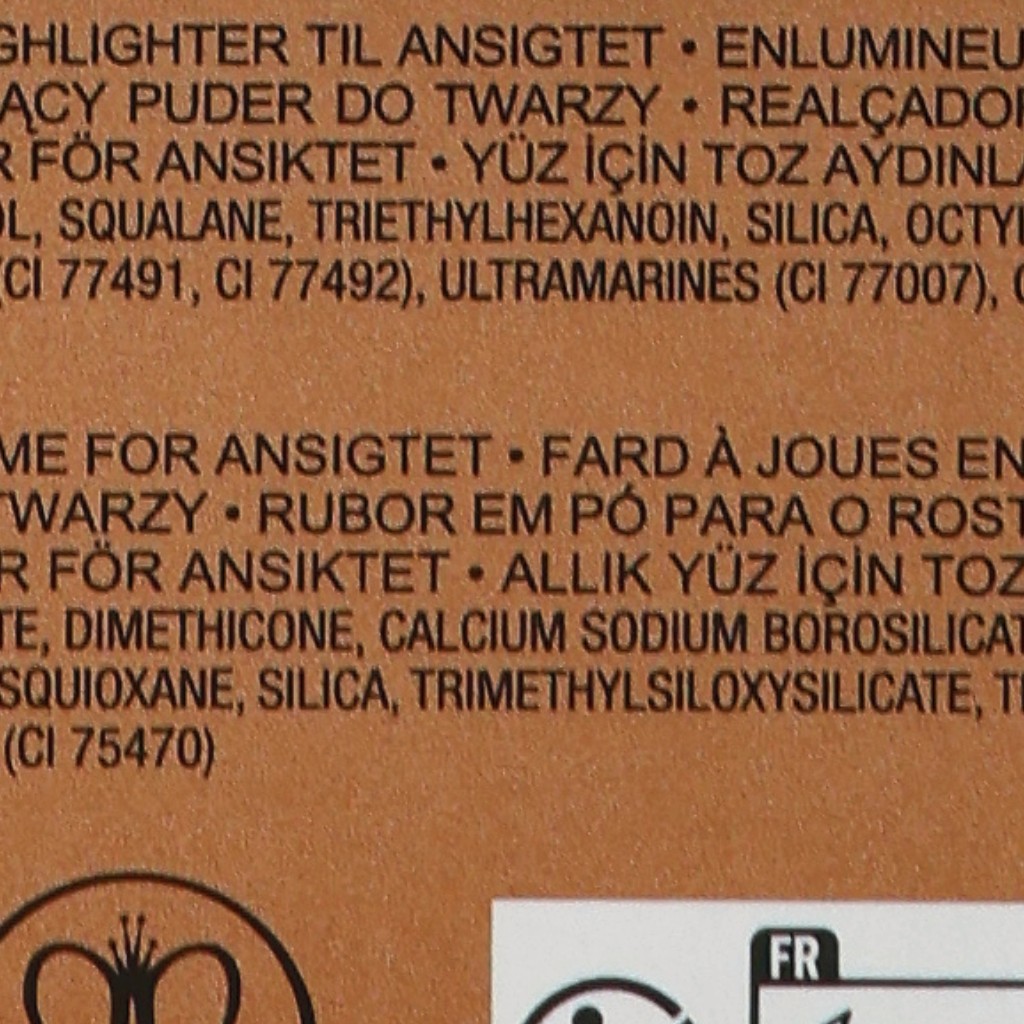 GHLIGHTER TIL ANSIGTET • ENLUMINEU
ĄCY PUDER DO TWARZY • REALÇADOR
R FÖR ANSIKTET • YÜZ İÇİN TOZ AYDINLA
OL, SQUALANE, TRIETHYLHEXANOIN, SILICA, OCTYL
(CI 77491, CI 77492), ULTRAMARINES (CI 77007), C
ME FOR ANSIGTET • FARD À JOUES EN
TWARZY • RUBOR EM PÓ PARA O ROST
R FÖR ANSIKTET • ALLIK YÜZ İÇİN TOZ
TE, DIMETHICONE, CALCIUM SODIUM BOROSILICAT
SQUIOXANE, SILICA, TRIMETHYLSILOXYSILICATE, TR
(CI 75470)
FR